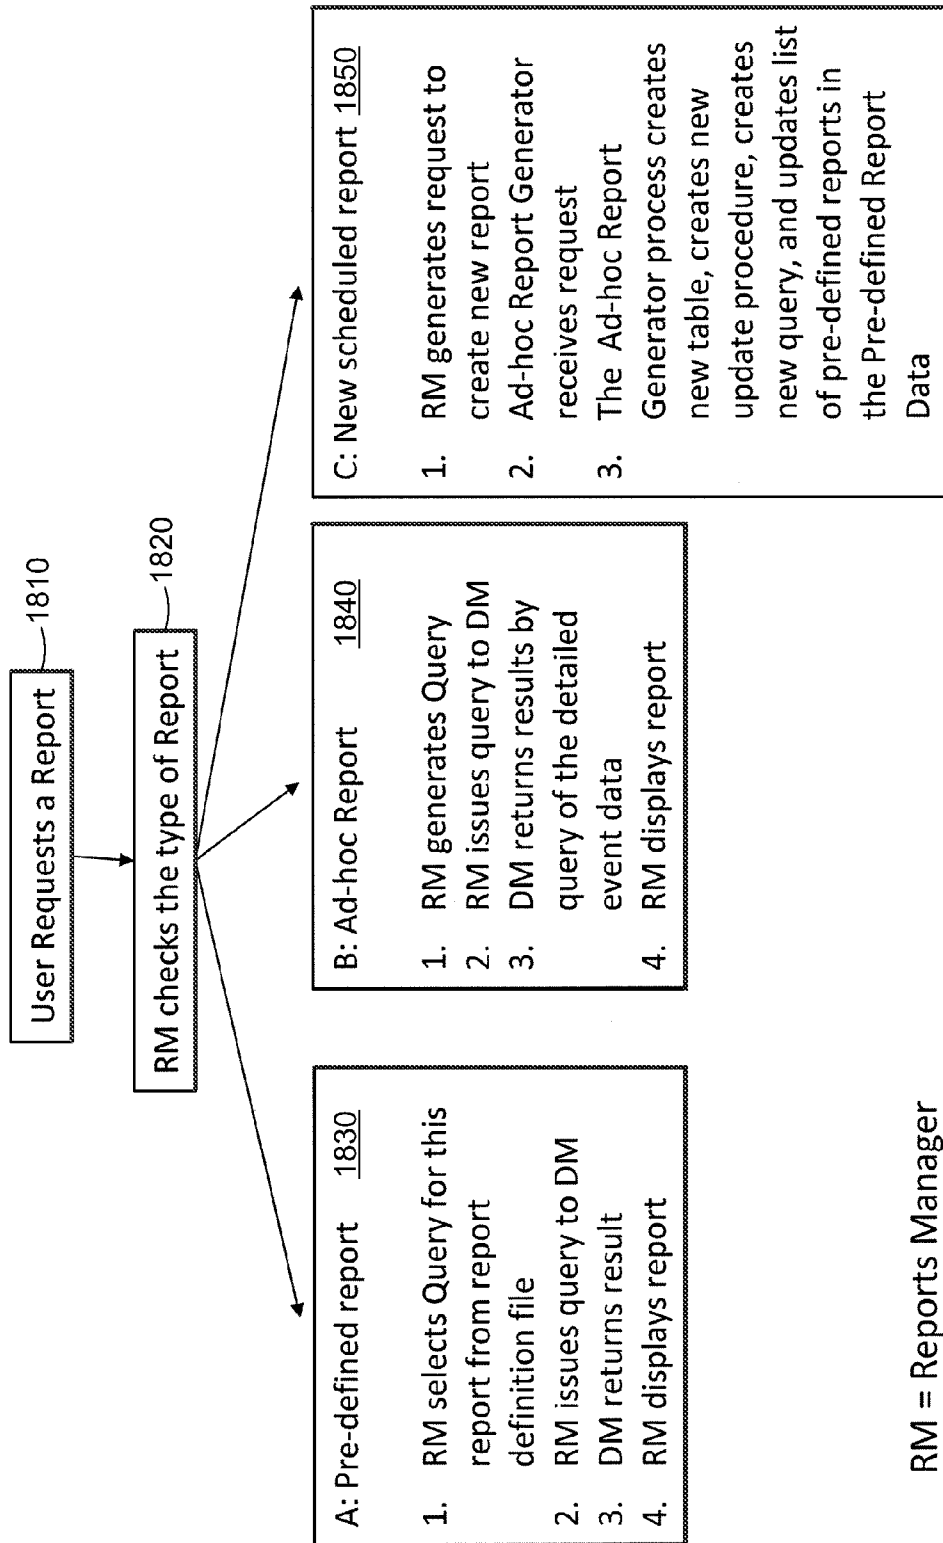 User Requests a Report
1810
RM checks the type of Report
1820
A: Pre-defined report 1830
1. RM selects Query for this
report from report
definition file
2. RM issues query to DM
3. DM returns result
4. RM displays report
B: Ad-hoc Report 1840
1. RM generates Query
2. RM issues query to DM
3. DM returns results by
query of the detailed
event data
4. RM displays report
C: New scheduled report 1850
1. RM generates request to
create new report
2. Ad-hoc Report Generator
receives request
3. The Ad-hoc Report
Generator process creates
new table, creates new
update procedure, creates
new query, and updates list
of pre-defined reports in
the Pre-defined Report
Data
RM = Reports Manager